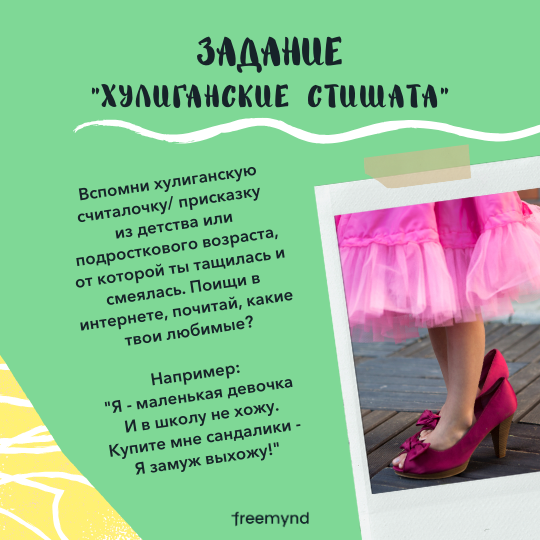 ЗАДАНИЕ
"ХУЛИГАНСКИЕ СТИШАТА"
Вспомни хулиганскую
считалочку/ присказку
из детства или
подросткового возраста,
от которой ты тащилась и
смеялась. Поищи в
интернете, почитай, какие
твои любимые?
Например:
"Я - маленькая девочка
И в школу не хожу.
Купите мне сандалики -
Я замуж выхожу!"
freemynd